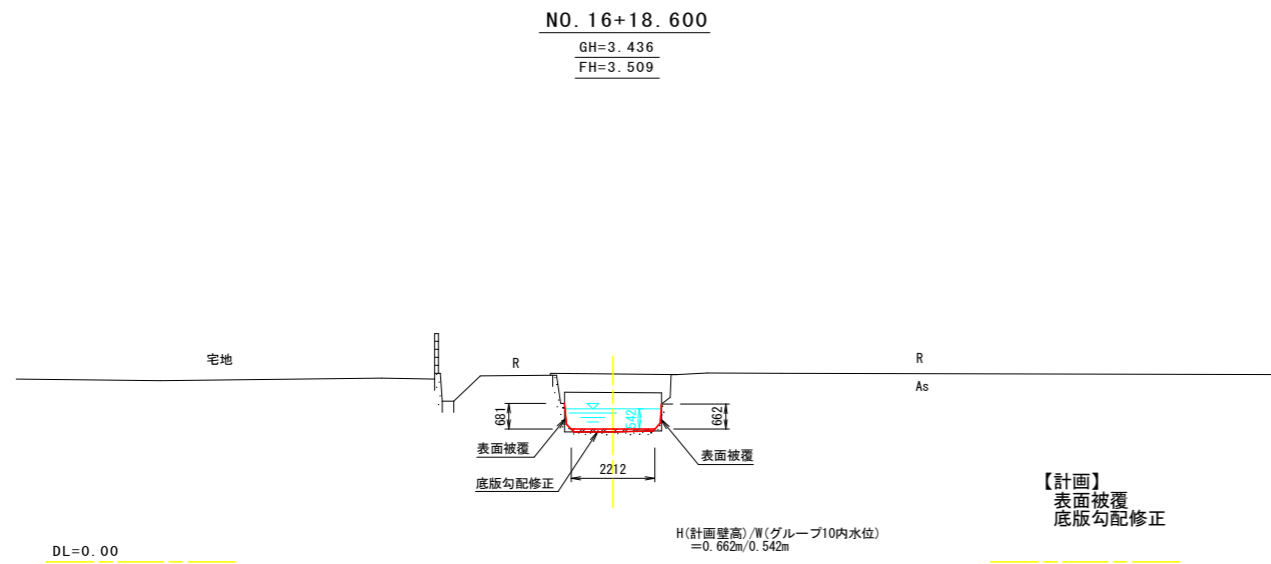 NO. 16+18. 600
GH=3. 436
FH=3. 509
宅地
R
R
As
681
542
662
表面被覆
表面被覆
2212
底版勾配修正
【計画】
表面被覆
底版勾配修正
H(計画壁高)/W(グループ10内水位)
=0. 662m/0. 542m
DL=0. 00